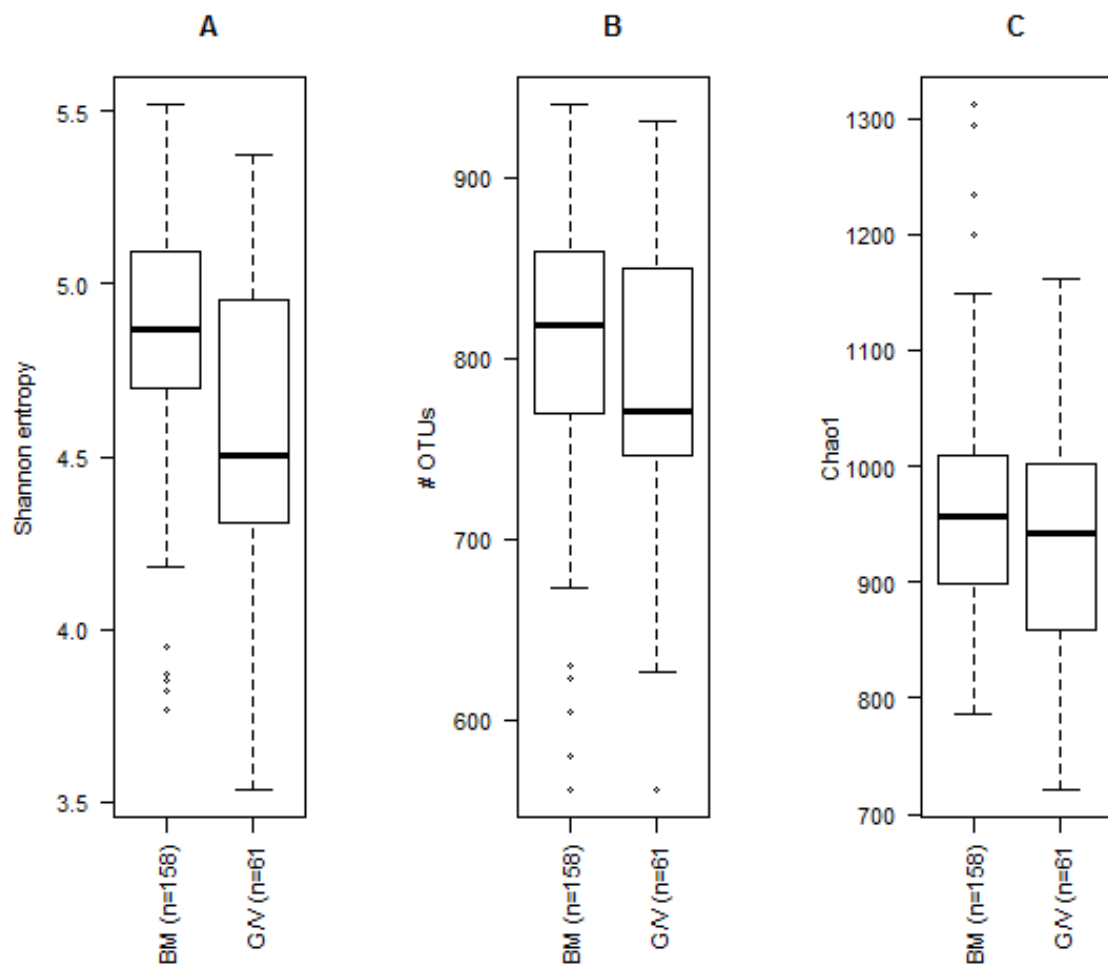 A
Shannon entropy
5.5
5.0
4.5
4.0
3.5
BM (n=158)
G/V (n=61
B
# OTUs
900
800
700
600
BM (n=158)
G/V (n=61
C
Chao1
1300
1200
1100
1000
900
800
700
BM (n=158)
G/V (n=61